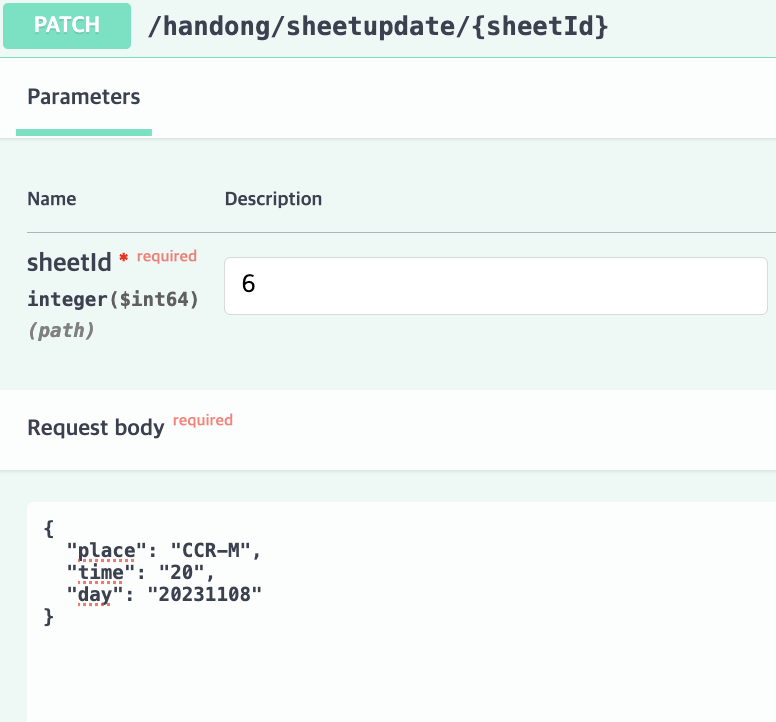 PATCH /handong/sheetupdate/{sheetId}
Parameters
Name Description
sheetId * required
integer($int64)
(path)
6
Request body required
{
  "place": "CCR-M",
  "time": "20",
  "day": "20231108"
}